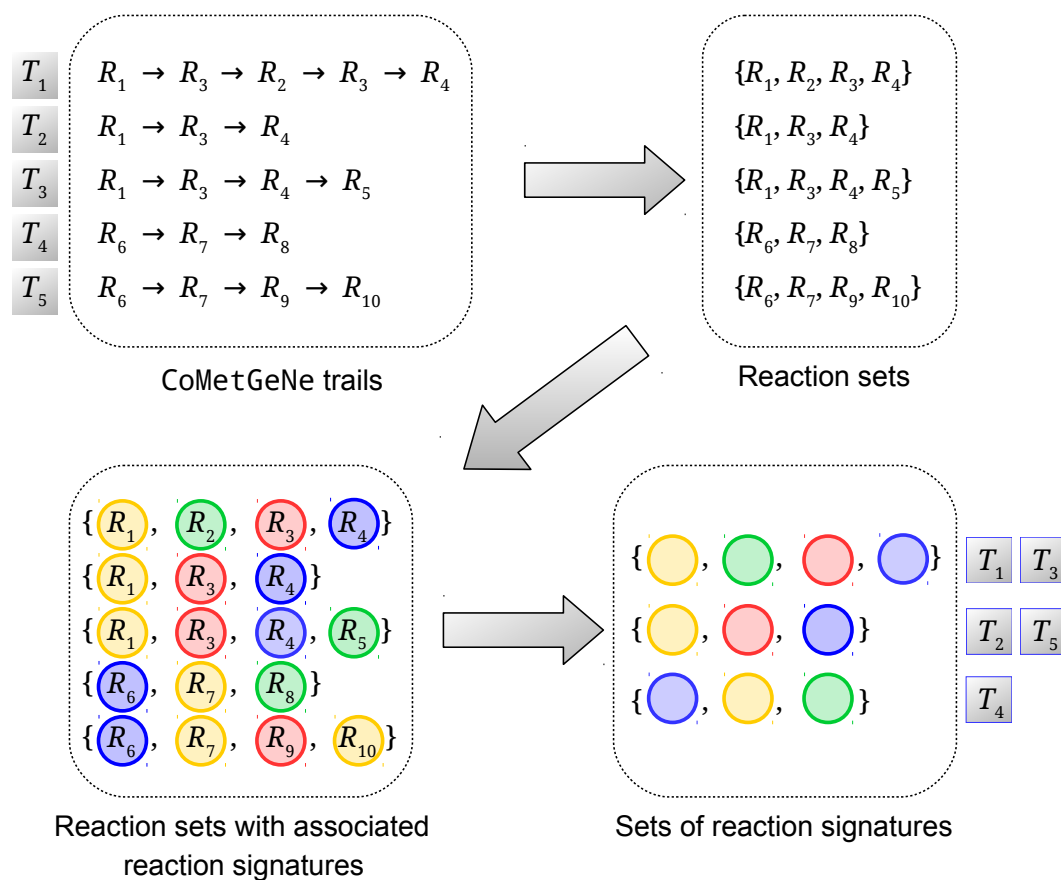 T1 R1 → R3 → R2 → R3 → R4
T2 R1 → R3 → R4
T3 R1 → R3 → R4 → R5
T4 R6 → R7 → R8
T5 R6 → R7 → R9 → R10
CoMetGeNe trails
{R1, R2, R3, R4}
{R1, R3, R4}
{R1, R3, R4, R5}
{R6, R7, R8}
{R6, R7, R9, R10}
Reaction sets
{R1, R2, R3, R4}
{R1, R3, R4}
{R1, R3, R4, R5}
{R6, R7, R8}
{R6, R7, R9, R10}
Reaction sets with associated
reaction signatures
{ , , , } T1 T3
{ , , } T2 T5
{ , , } T4
Sets of reaction signatures